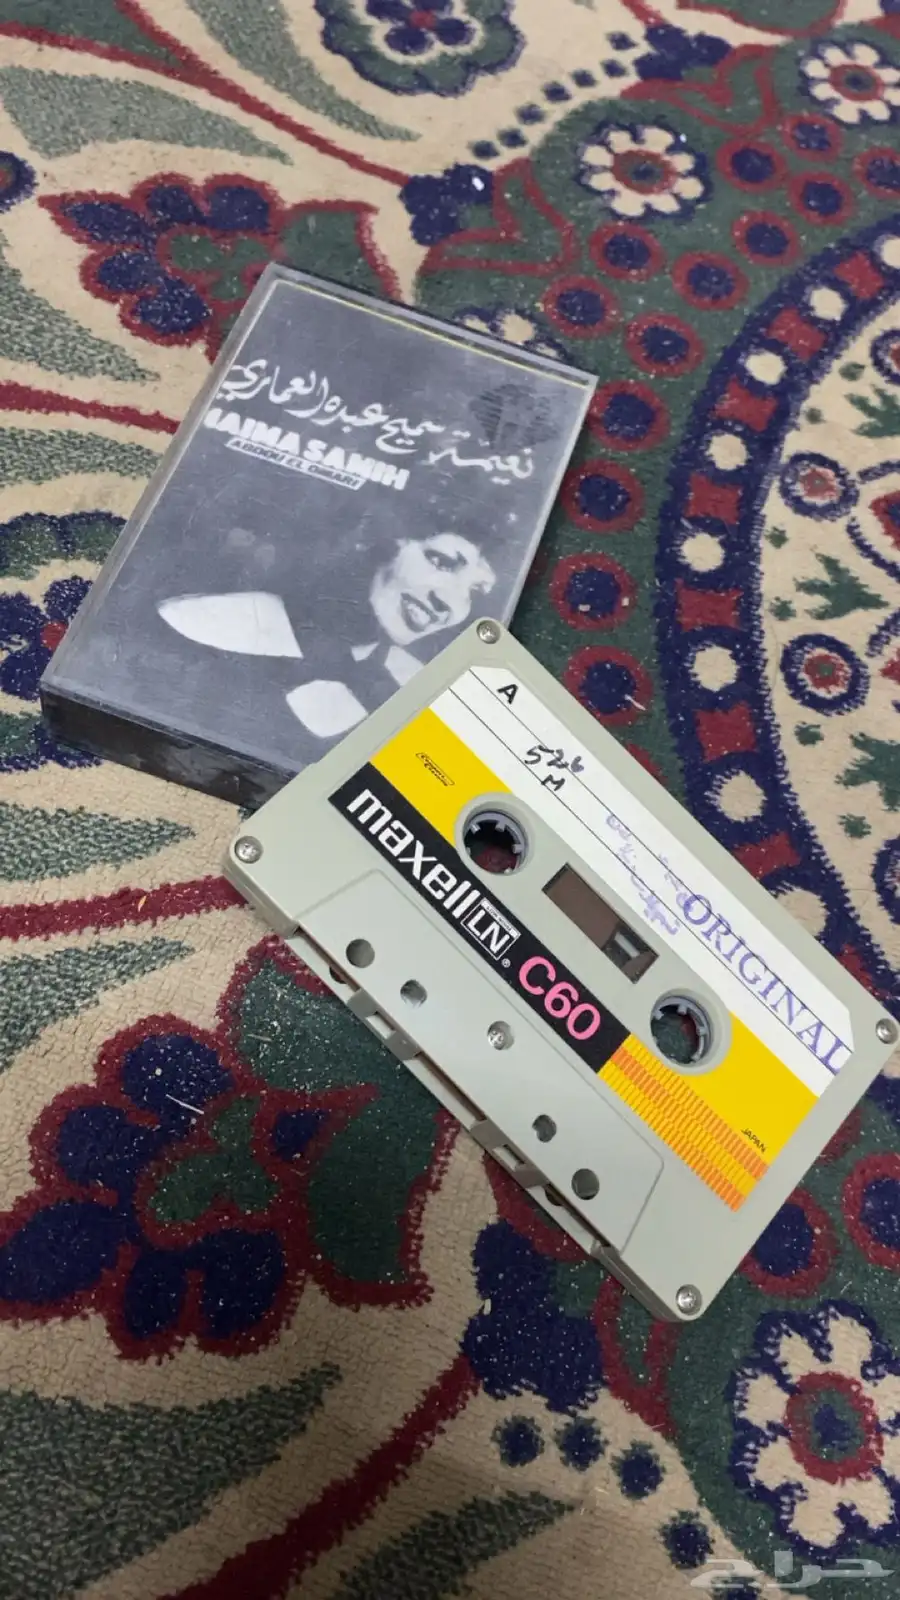 نعيمة سميح عبده العماري
NAIMA SAMIH
ABDOU EL OMARI
A
526
M
maxell LN
C60
ORIGINAL
JAPAN
حراج